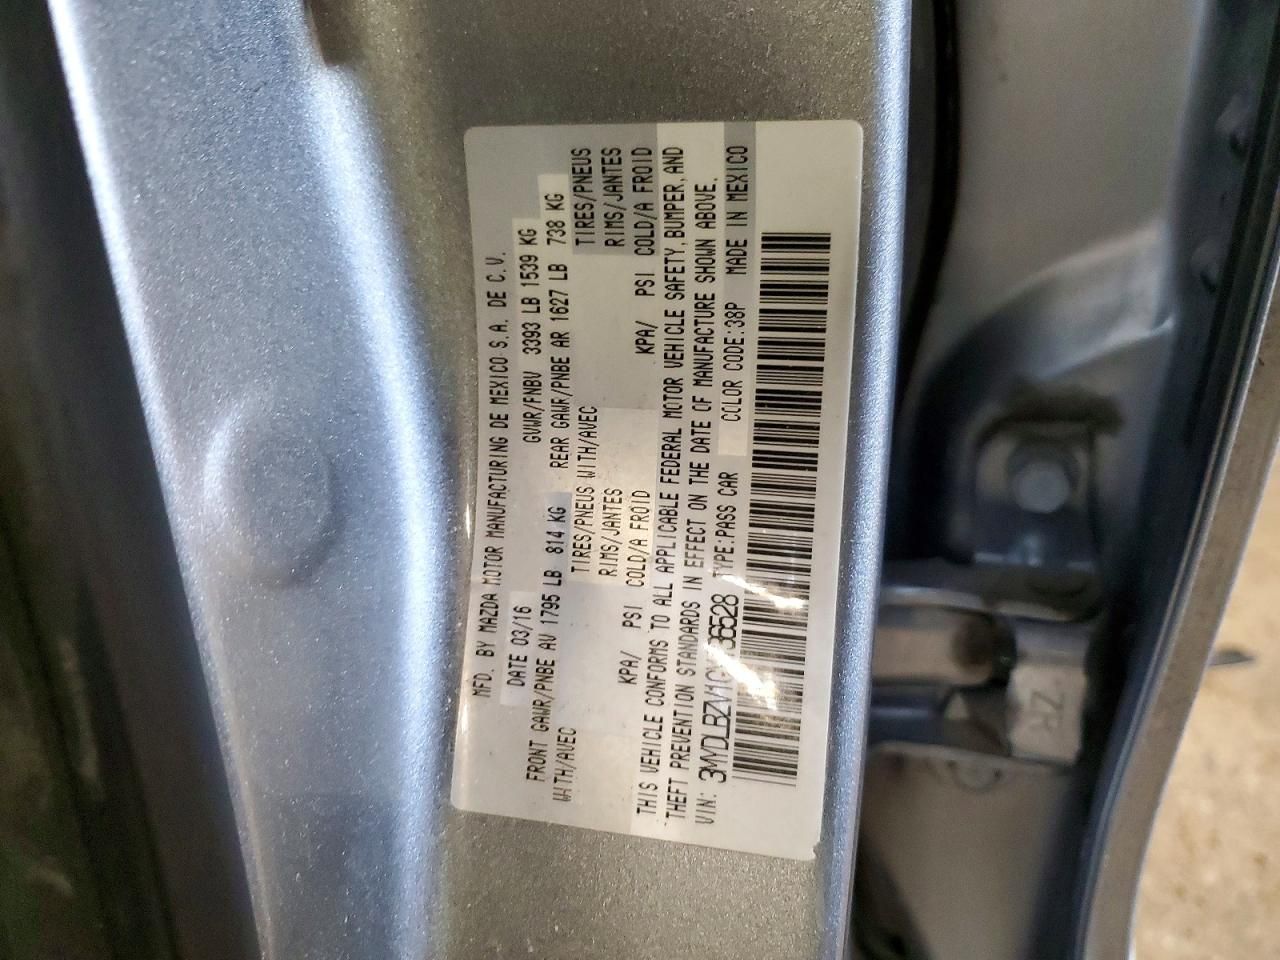 MFD. BY MAZDA MOTOR MANUFACTURING DE MEXICO S.A. DE C.V.
DATE 03/16 GVWR/FNBV 3393 LB 1539 KG
FRONT GAWR/PNBE AV 1795 LB 814 KG REAR GAWR/PNBE AR 1627 LB 738 KG
WITH/AVEC TIRES/PNEUS WITH/AVEC TIRES/PNEUS
RIMS/JANTES RIMS/JANTES
KPA/ PSI COLD/A FROID KPA/ PSI COLD/A FROID
THIS VEHICLE CONFORMS TO ALL APPLICABLE FEDERAL MOTOR VEHICLE SAFETY, BUMPER, AND
THEFT PREVENTION STANDARDS IN EFFECT ON THE DATE OF MANUFACTURE SHOWN ABOVE.
VIN: TYPE:PASS CAR COLOR CODE:38P MADE IN MEXICO
ZR